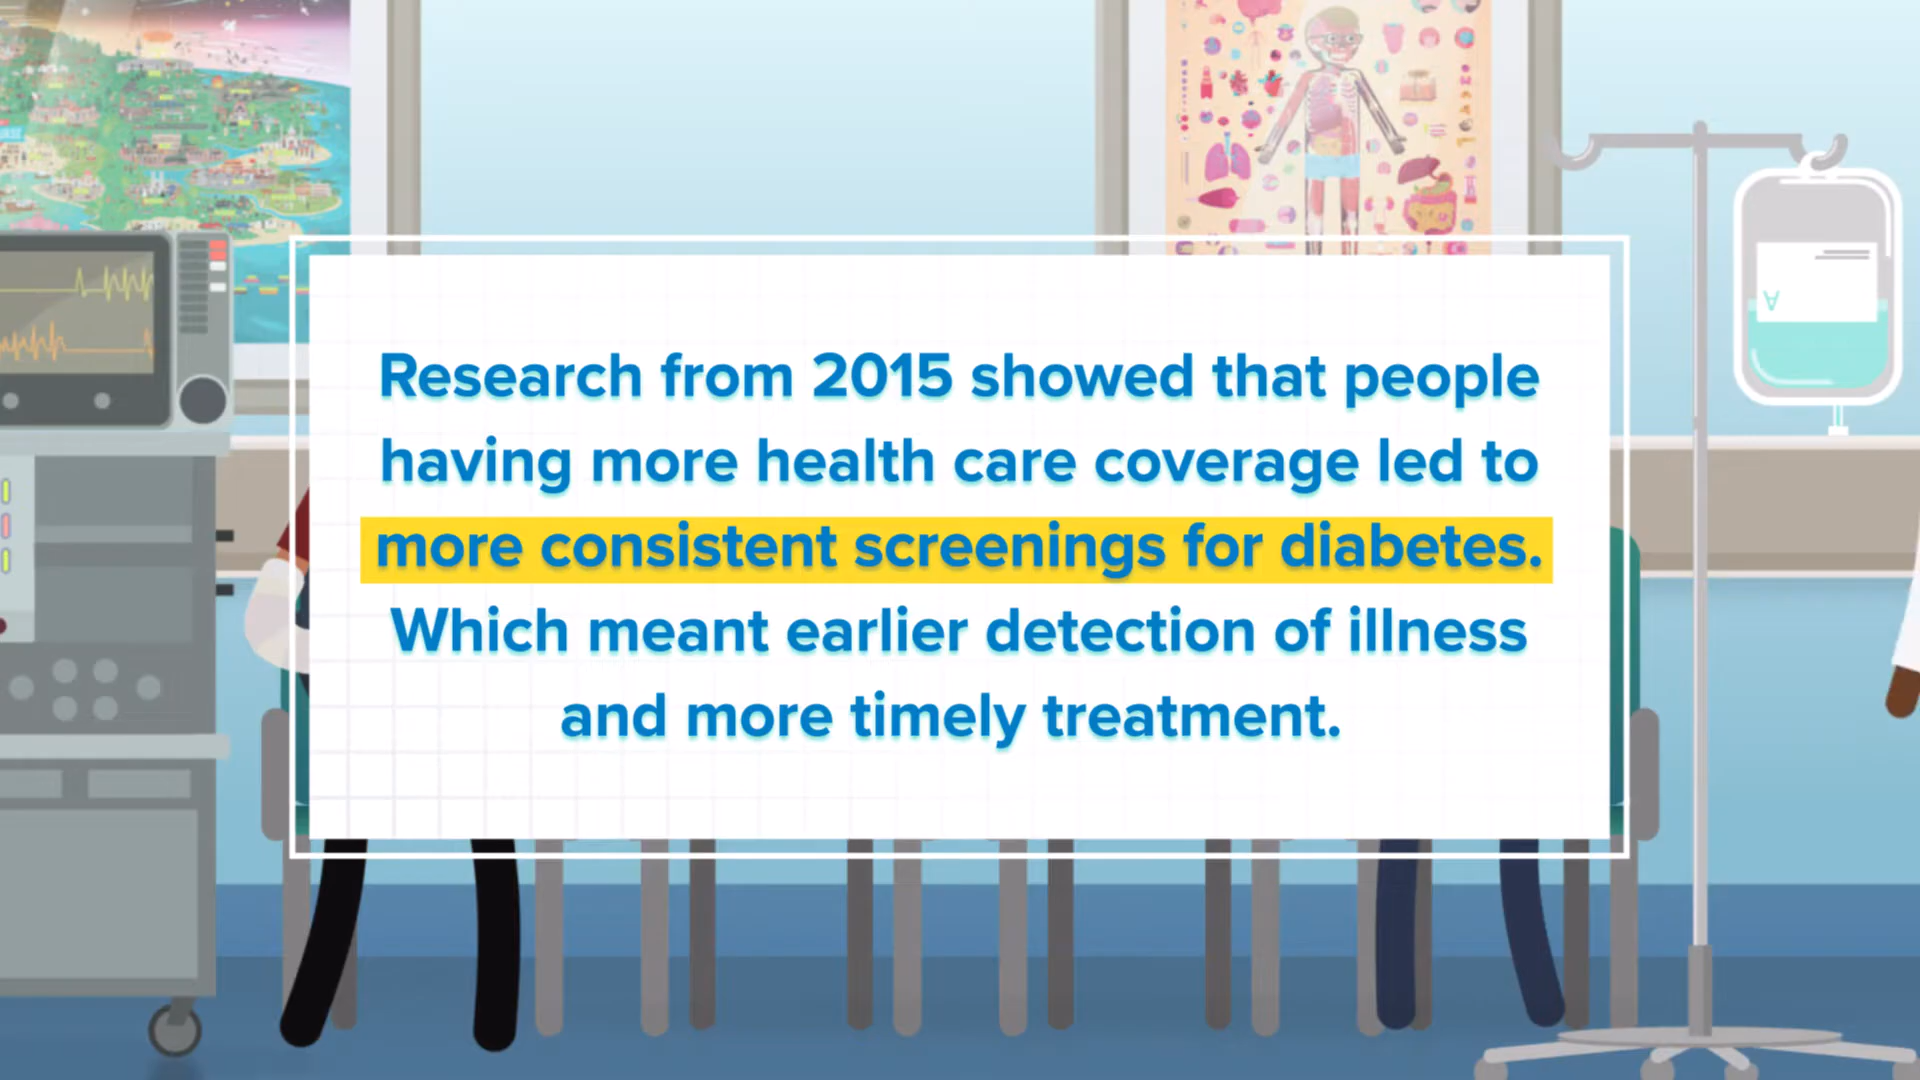 Research from 2015 showed that people
having more health care coverage led to
more consistent screenings for diabetes.
Which meant earlier detection of illness
and more timely treatment.
A